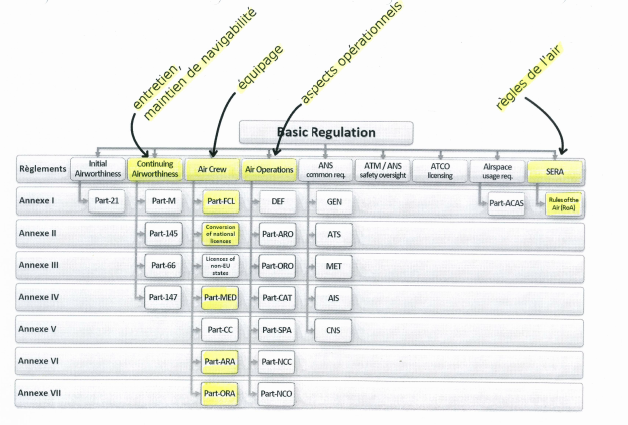 entretien,
maintien de navigabilité
équipage
aspects opérationnels
règles de l'air
Basic Regulation
Règlements
Initial
Airworthiness
Continuing
Airworthiness
Air Crew
Air Operations
ANS
common req.
ATM / ANS
safety oversight
ATCO
licensing
Airspace
usage req.
SERA
Annexe I
Part-21
Part-M
Part-FCL
DEF
GEN
Part-ACAS
Rules of the
Air (RoA)
Annexe II
Part-145
Conversion
of national
licences
Part-ARO
ATS
Annexe III
Part-66
Licences of
non-EU
states
Part-ORO
MET
Annexe IV
Part-147
Part-MED
Part-CAT
AIS
Annexe V
Part-CC
Part-SPA
CNS
Annexe VI
Part-ARA
Part-NCC
Annexe VII
Part-ORA
Part-NCO